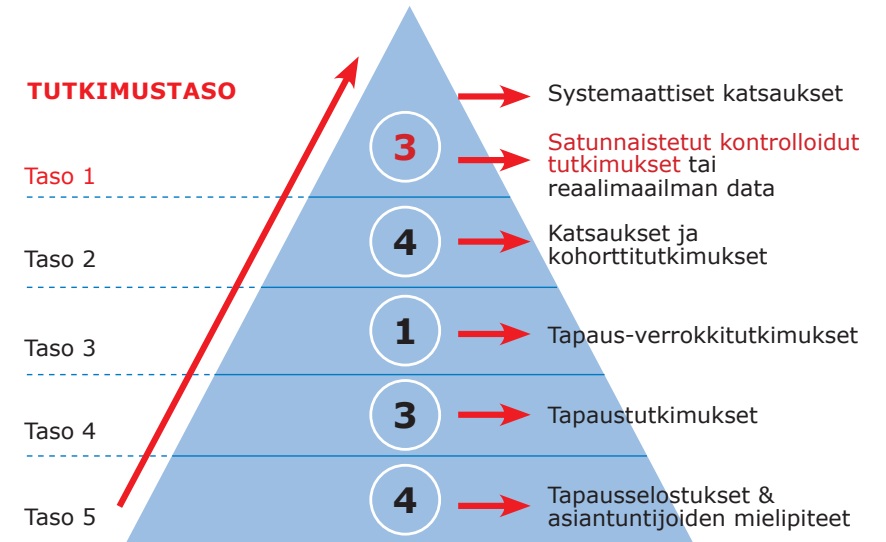 TUTKIMUSTASO
Systemaattiset katsaukset
Taso 1
3
Satunnaistetut kontrolloidut
tutkimukset tai
reaalimaailman data
Taso 2
4
Katsaukset ja
kohorttitutkimukset
Taso 3
1
Tapaus-verrokkitutkimukset
Taso 4
3
Tapaustutkimukset
Taso 5
4
Tapausselostukset &
asiantuntijoiden mielipiteet